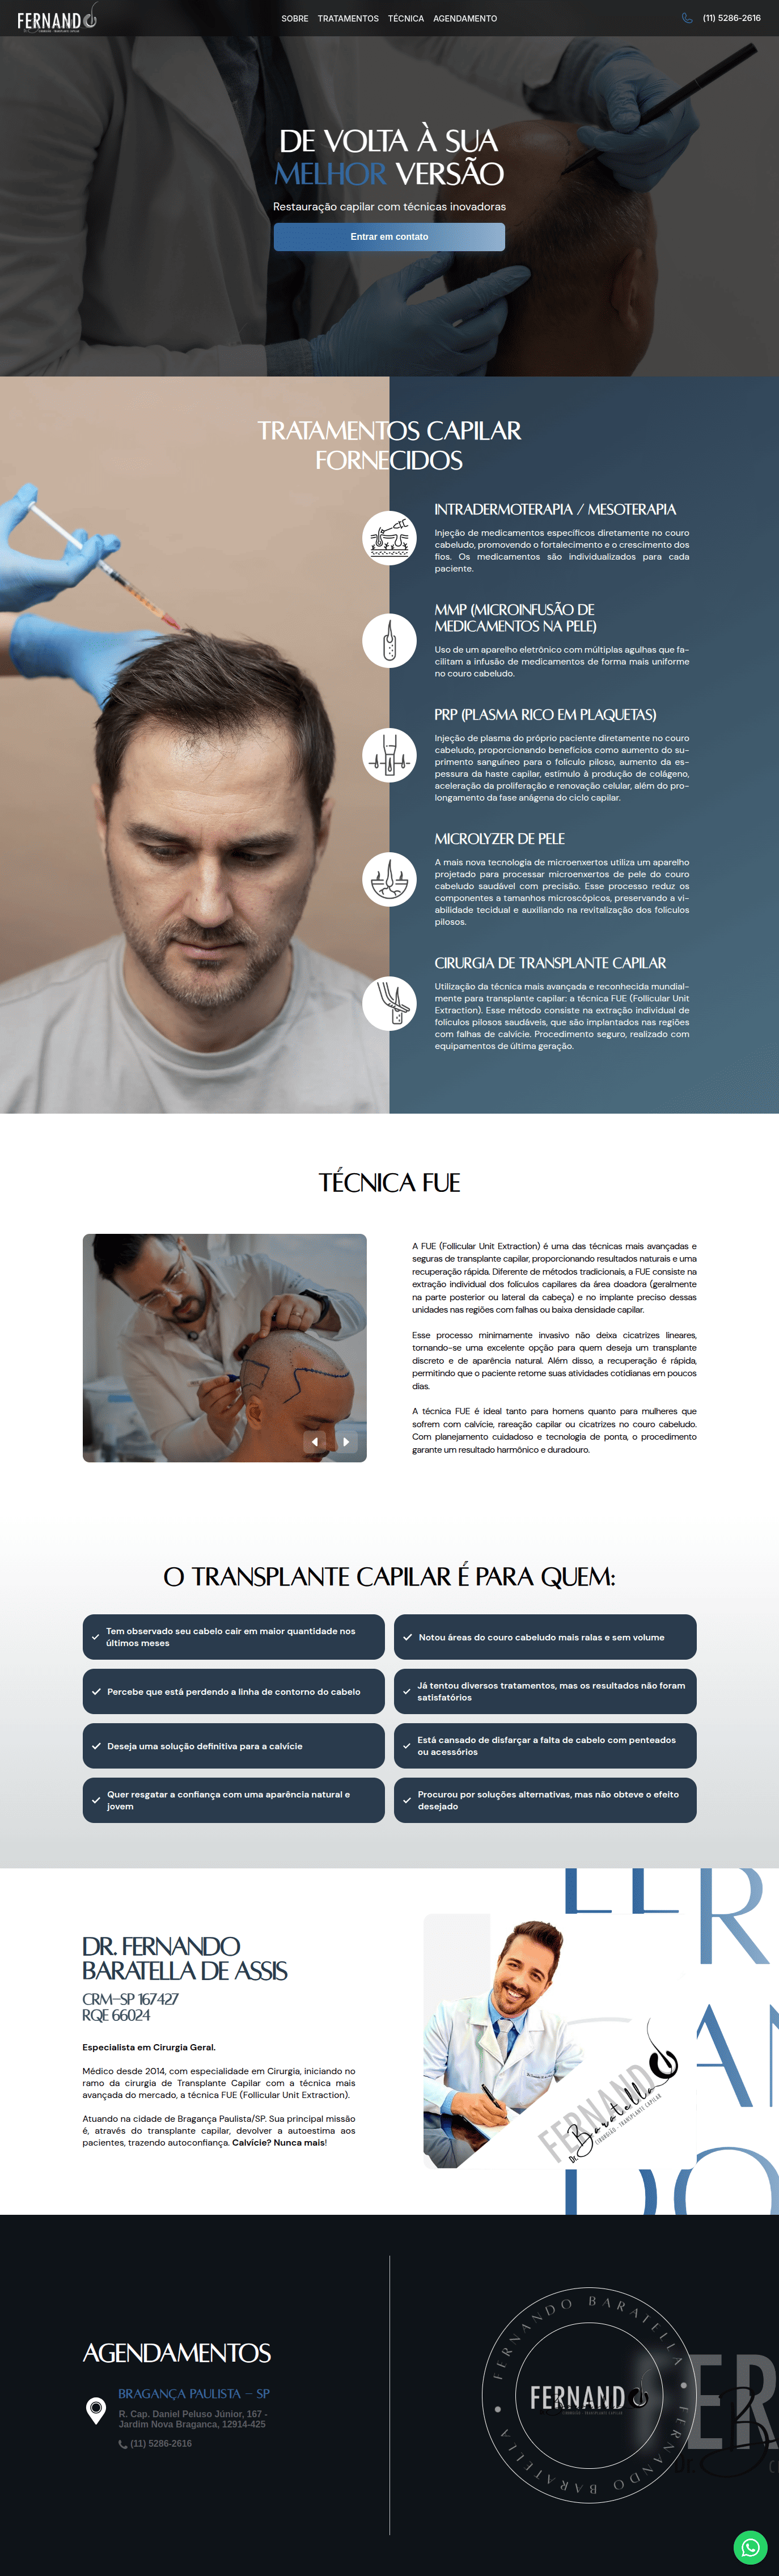 FERNANDO
CIRURGIÃO · TRANSPLANTE CAPILAR
SOBRE TRATAMENTOS TÉCNICA AGENDAMENTO
(11) 5286-2616
DE VOLTA À SUA
MELHOR VERSÃO
Restauração capilar com técnicas inovadoras
Entrar em contato
TRATAMENTOS CAPILAR
FORNECIDOS
INTRADERMOTERAPIA / MESOTERAPIA
Injeção de medicamentos específicos diretamente no couro
cabeludo, promovendo o fortalecimento e o crescimento dos
fios. Os medicamentos são individualizados para cada
paciente.
MMP (MICROINFUSÃO DE
MEDICAMENTOS NA PELE)
Uso de um aparelho eletrônico com múltiplas agulhas que fa-
cilitam a infusão de medicamentos de forma mais uniforme
no couro cabeludo.
PRP (PLASMA RICO EM PLAQUETAS)
Injeção de plasma do próprio paciente diretamente no couro
cabeludo, proporcionando benefícios como aumento do su-
primento sanguíneo para o folículo piloso, aumento da es-
pessura da haste capilar, estímulo à produção de colágeno,
aceleração da proliferação e renovação celular, além do pro-
longamento da fase anágena do ciclo capilar.
MICROLYZER DE PELE
A mais nova tecnologia de microenxertos utiliza um aparelho
projetado para processar microenxertos de pele do couro
cabeludo saudável com precisão. Esse processo reduz os
componentes a tamanhos microscópicos, preservando a vi-
abilidade tecidual e auxiliando na revitalização dos folículos
pilosos.
CIRURGIA DE TRANSPLANTE CAPILAR
Utilização da técnica mais avançada e reconhecida mundial-
mente para transplante capilar: a técnica FUE (Follicular Unit
Extraction). Esse método consiste na extração individual de
folículos pilosos saudáveis, que são implantados nas regiões
com falhas de calvície. Procedimento seguro, realizado com
equipamentos de última geração.
TÉCNICA FUE
A FUE (Follicular Unit Extraction) é uma das técnicas mais avançadas e
seguras de transplante capilar, proporcionando resultados naturais e uma
recuperação rápida. Diferente de métodos tradicionais, a FUE consiste na
extração individual dos folículos capilares da área doadora (geralmente
na parte posterior ou lateral da cabeça) e no implante preciso dessas
unidades nas regiões com falhas ou baixa densidade capilar.
Esse processo minimamente invasivo não deixa cicatrizes lineares,
tornando-se uma excelente opção para quem deseja um transplante
discreto e de aparência natural. Além disso, a recuperação é rápida,
permitindo que o paciente retome suas atividades cotidianas em poucos
dias.
A técnica FUE é ideal tanto para homens quanto para mulheres que
sofrem com calvície, rareação capilar ou cicatrizes no couro cabeludo.
Com planejamento cuidadoso e tecnologia de ponta, o procedimento
garante um resultado harmônico e duradouro.
O TRANSPLANTE CAPILAR É PARA QUEM:
Tem observado seu cabelo cair em maior quantidade nos
últimos meses
Notou áreas do couro cabeludo mais ralas e sem volume
Percebe que está perdendo a linha de contorno do cabelo
Já tentou diversos tratamentos, mas os resultados não foram
satisfatórios
Deseja uma solução definitiva para a calvície
Está cansado de disfarçar a falta de cabelo com penteados
ou acessórios
Quer resgatar a confiança com uma aparência natural e
jovem
Procurou por soluções alternativas, mas não obteve o efeito
desejado
DR. FERNANDO
BARATELLA DE ASSIS
CRM-SP 167427
RQE 66024
Especialista em Cirurgia Geral.
Médico desde 2014, com especialidade em Cirurgia, iniciando no
ramo da cirurgia de Transplante Capilar com a técnica mais
avançada do mercado, a técnica FUE (Follicular Unit Extraction).
Atuando na cidade de Bragança Paulista/SP. Sua principal missão
é, através do transplante capilar, devolver a autoestima aos
pacientes, trazendo autoconfiança. Calvície? Nunca mais!
FER
NAN
DO
FERNANDO
Dr. Baratella
CIRURGIÃO · TRANSPLANTE CAPILAR
AGENDAMENTOS
BRAGANÇA PAULISTA - SP
R. Cap. Daniel Peluso Júnior, 167 -
Jardim Nova Braganca, 12914-425
(11) 5286-2616
FERNANDO BARATELLA
FERNANDO BARATELLA
FERNANDO
CIRURGIÃO · TRANSPLANTE CAPILAR
FER
Dr. B